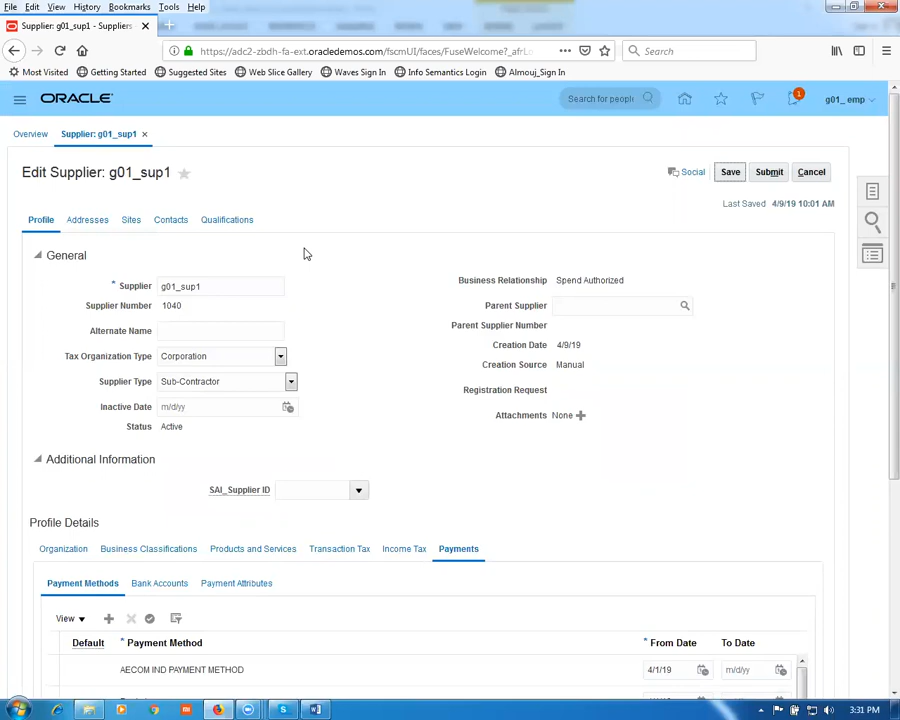 File Edit View History Bookmarks Tools Help
Supplier: g01_sup1 - Suppliers
https://adc2-zbdh-fa-ext.oracledemos.com/fscmUI/faces/FuseWelcome?_afrLo
Search
Most Visited Getting Started Suggested Sites Web Slice Gallery Waves Sign In Info Semantics Login Almouj_Sign In
ORACLE
Search for people
1
g01_ emp
Overview Supplier: g01_sup1
Edit Supplier: g01_sup1
Social Save Submit Cancel
Last Saved 4/9/19 10:01 AM
Profile Addresses Sites Contacts Qualifications
General
* Supplier g01_sup1
Supplier Number 1040
Alternate Name
Tax Organization Type Corporation
Supplier Type Sub-Contractor
Inactive Date m/d/yy
Status Active
Business Relationship Spend Authorized
Parent Supplier
Parent Supplier Number
Creation Date 4/9/19
Creation Source Manual
Registration Request
Attachments None
Additional Information
SAI_Supplier ID
Profile Details
Organization Business Classifications Products and Services Transaction Tax Income Tax Payments
Payment Methods Bank Accounts Payment Attributes
View
Default * Payment Method * From Date To Date
AECOM IND PAYMENT METHOD 4/1/19 m/d/yy
3:31 PM